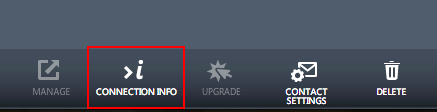 MANAGE
CONNECTION INFO
UPGRADE
CONTACT
SETTINGS
DELETE